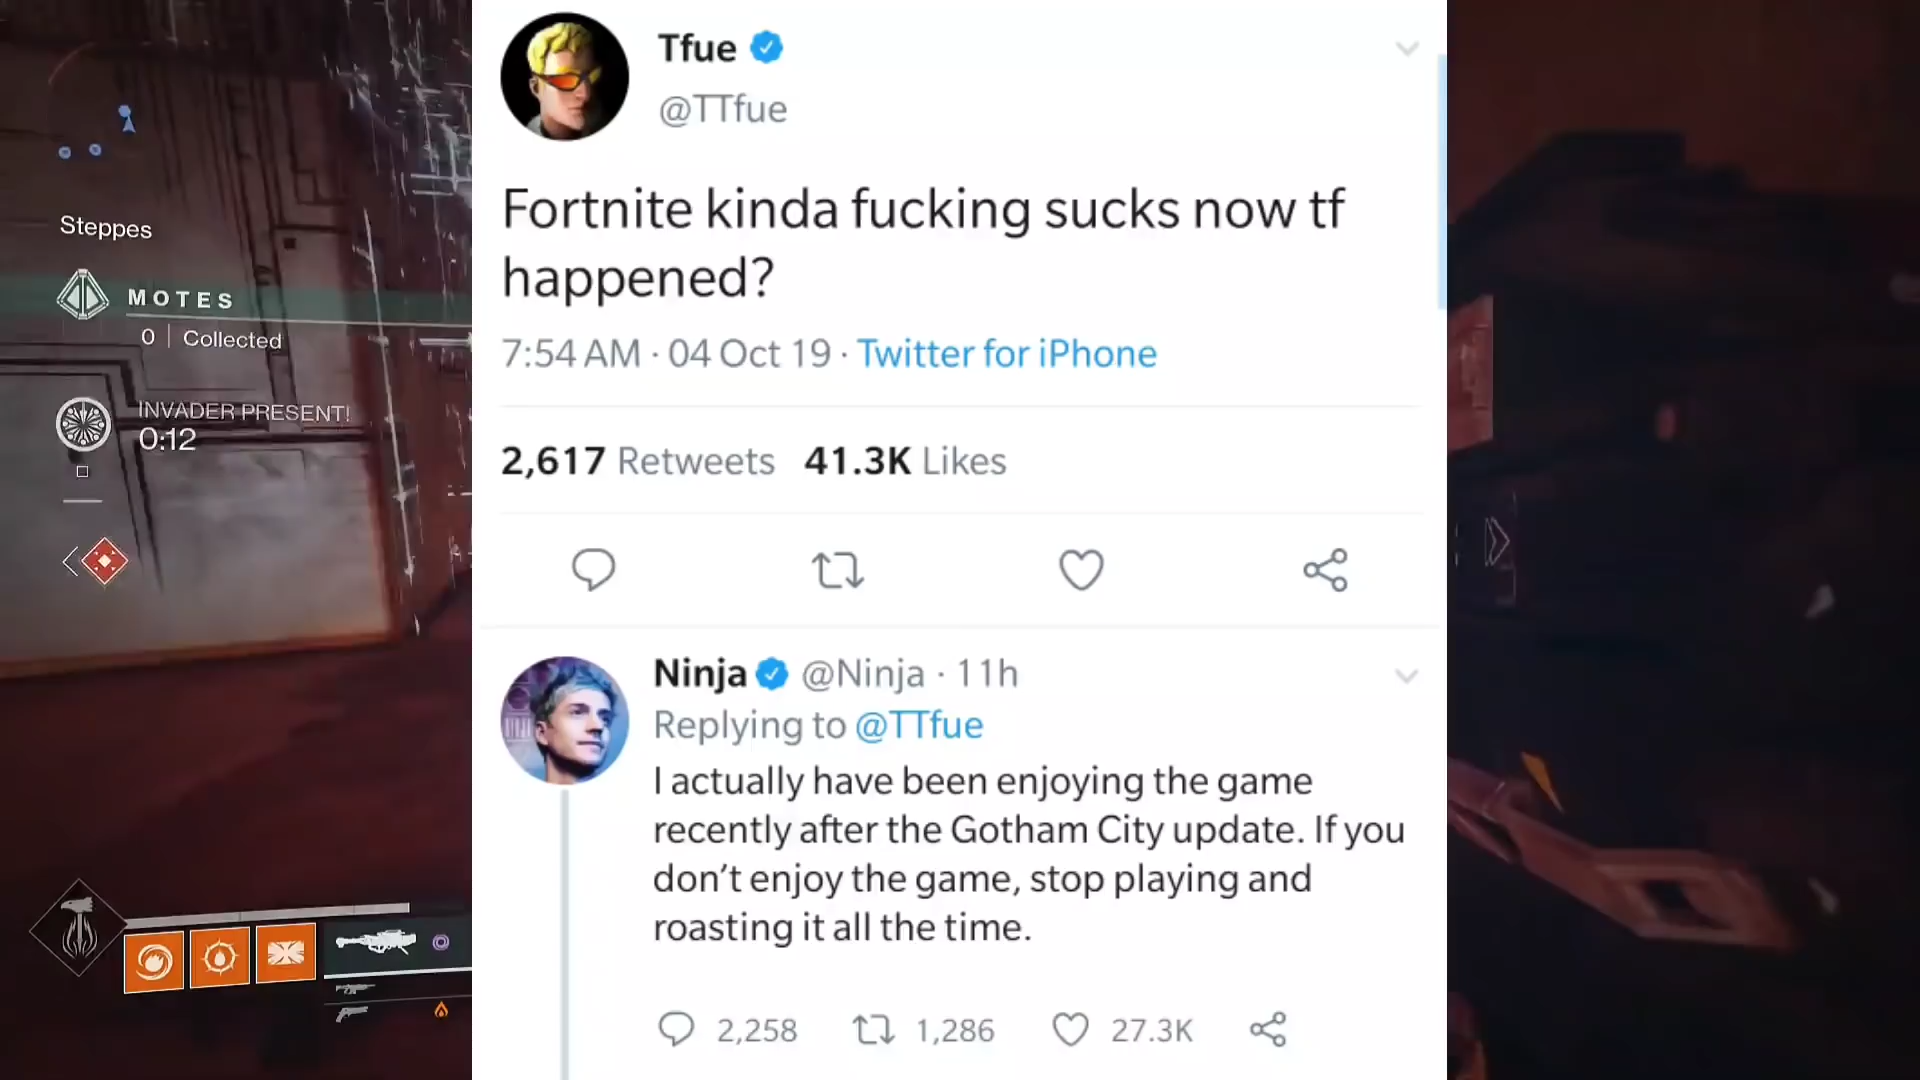 Steppes
MOTES
0 | Collected
INVADER PRESENT!
0:12
Tfue
@TTfue
Fortnite kinda fucking sucks now tf
happened?
7:54 AM · 04 Oct 19 · Twitter for iPhone
2,617 Retweets 41.3K Likes
Ninja @Ninja · 11h
Replying to @TTfue
I actually have been enjoying the game
recently after the Gotham City update. If you
don't enjoy the game, stop playing and
roasting it all the time.
2,258 1,286 27.3K